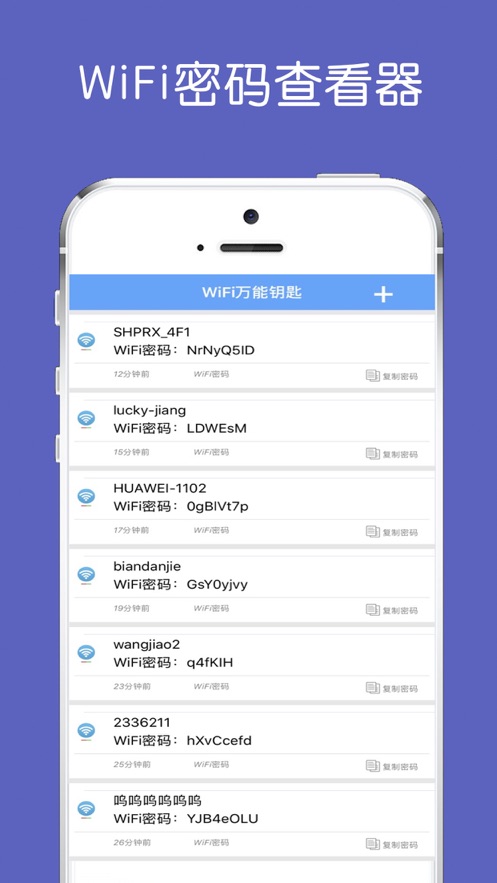 WiFi密码查看器
WiFi万能钥匙 +
SHPRX_4F1
WiFi密码：NrNyQ5ID
12分钟前 WiFi密码 复制密码
lucky-jiang
WiFi密码：LDWEsM
15分钟前 WiFi密码 复制密码
HUAWEI-1102
WiFi密码：0gBIVt7p
17分钟前 WiFi密码 复制密码
biandanjie
WiFi密码：GsY0yjvy
19分钟前 WiFi密码 复制密码
wangjiao2
WiFi密码：q4fKIH
23分钟前 WiFi密码 复制密码
2336211
WiFi密码：hXvCcefd
25分钟前 WiFi密码 复制密码
呜呜呜呜呜呜
WiFi密码：YJB4eOLU
26分钟前 WiFi密码 复制密码